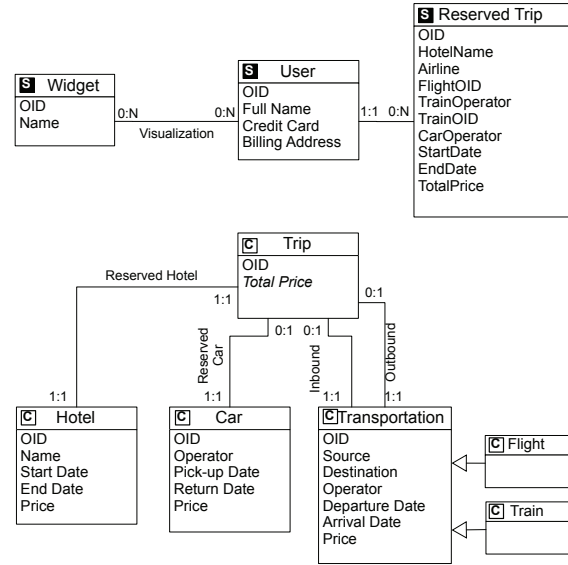 S Reserved Trip
OID
HotelName
Airline
FlightOID
TrainOperator
TrainOID
CarOperator
StartDate
EndDate
TotalPrice
S Widget
OID
Name
0:N 0:N
Visualization
S User
OID
Full Name
Credit Card
Billing Address
1:1 0:N
C Trip
OID
Total Price
Reserved Hotel
1:1
1:1
0:1
Reserved
Car
1:1
0:1
Inbound
1:1
0:1
Outbound
1:1
C Hotel
OID
Name
Start Date
End Date
Price
C Car
OID
Operator
Pick-up Date
Return Date
Price
C Transportation
OID
Source
Destination
Operator
Departure Date
Arrival Date
Price
C Flight
C Train